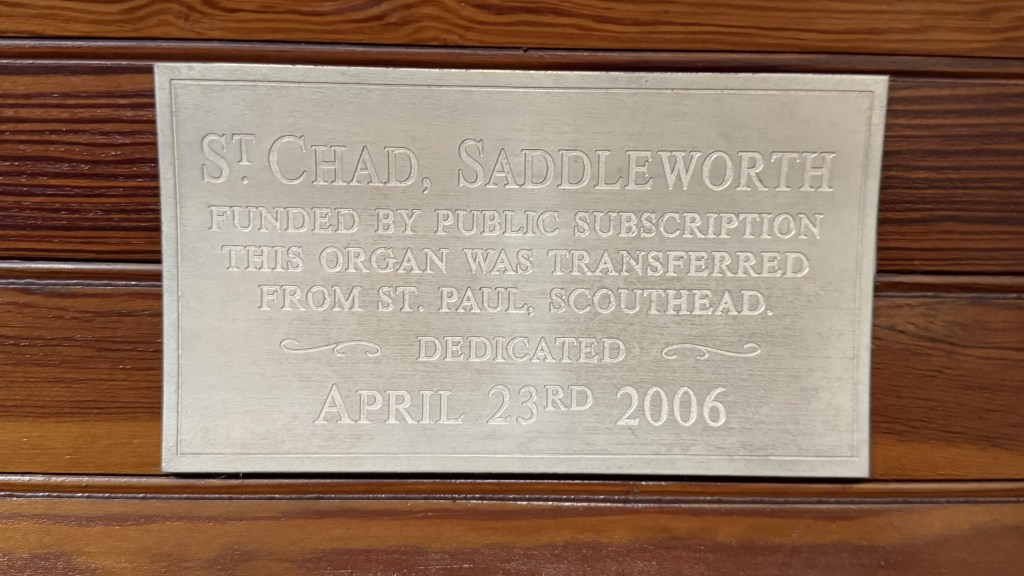 ST. CHAD, SADDLEWORTH
FUNDED BY PUBLIC SUBSCRIPTION
THIS ORGAN WAS TRANSFERRED
FROM ST. PAUL, SCOUTHEAD.
DEDICATED
APRIL 23RD 2006